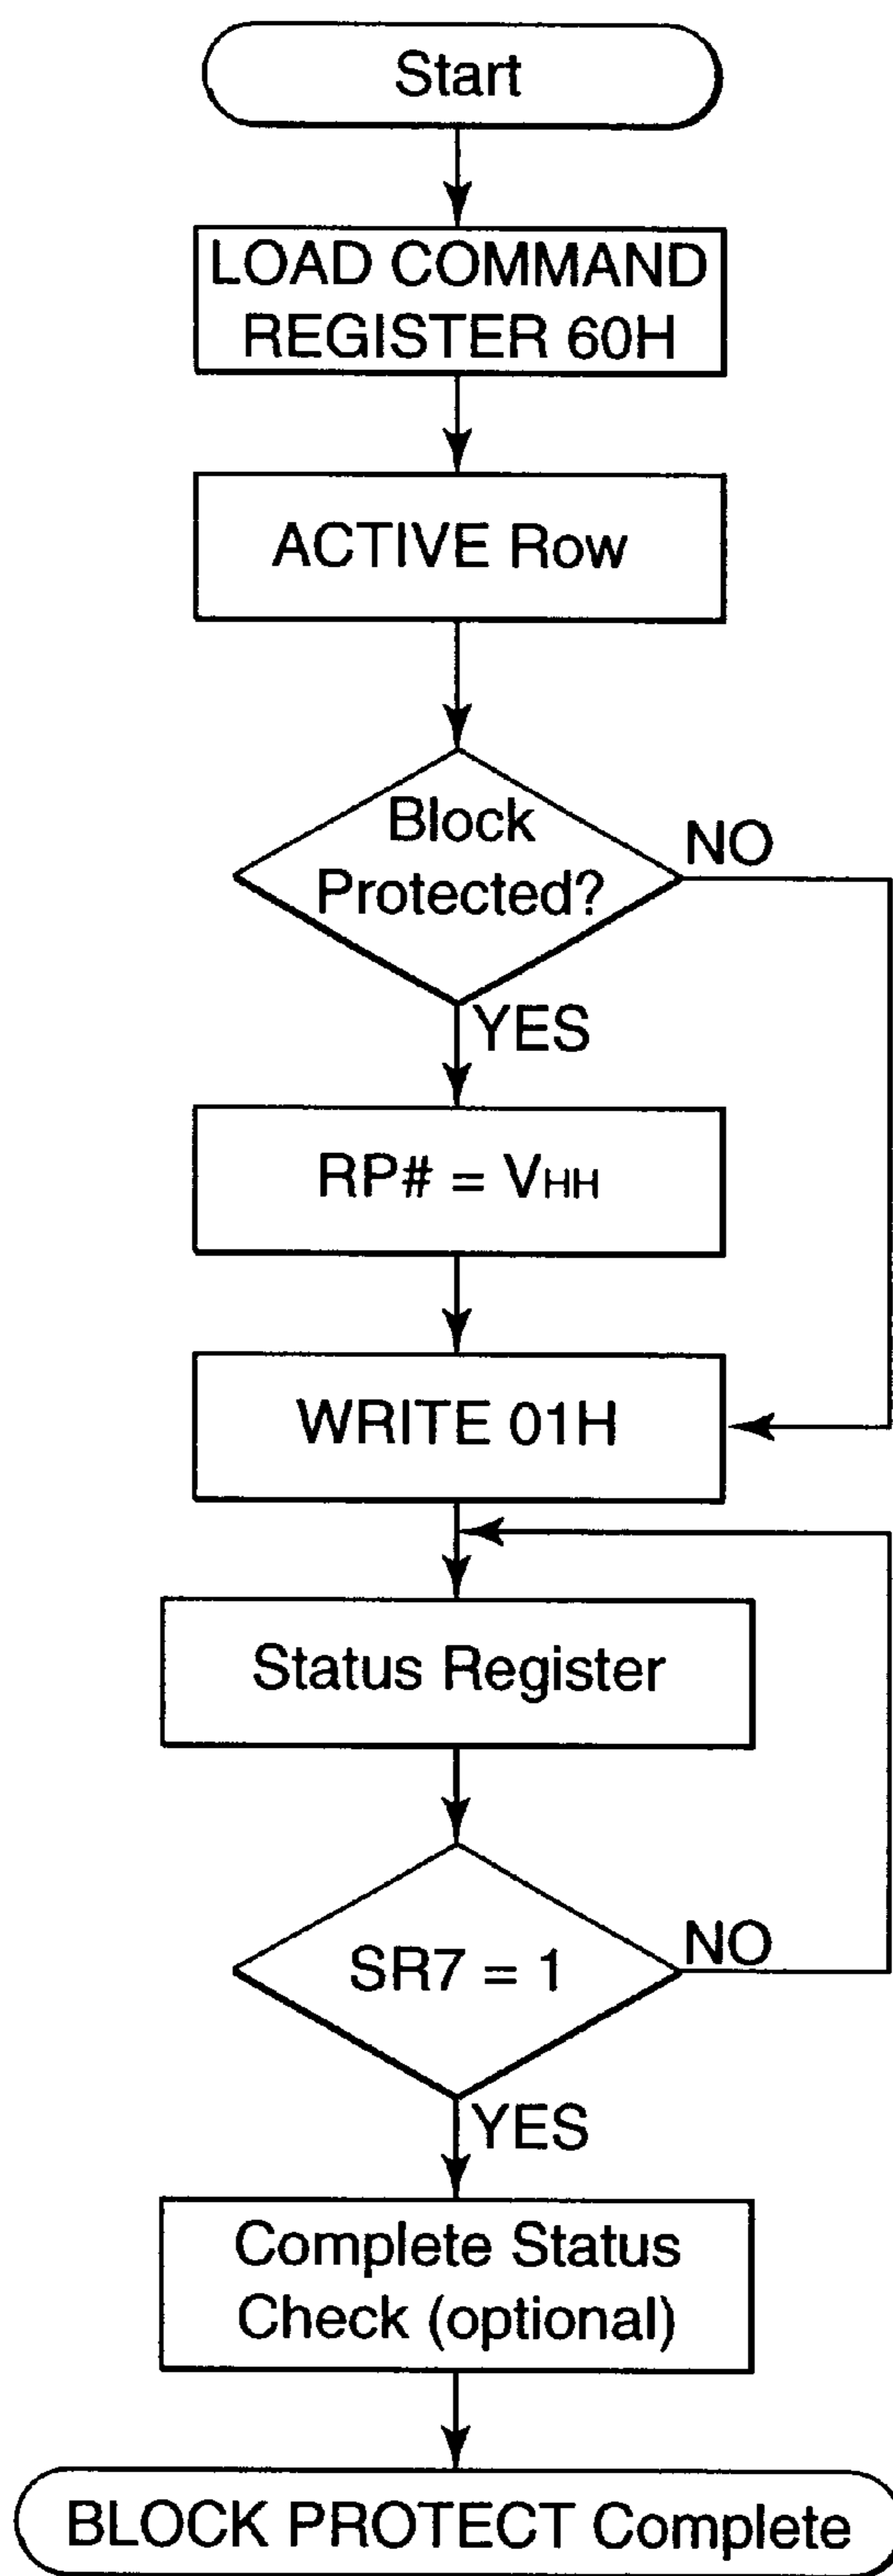 Start
LOAD COMMAND
REGISTER 60H
ACTIVE Row
Block
Protected?
NO
YES
RP# = VHH
WRITE 01H
Status Register
SR7 = 1
NO
YES
Complete Status
Check (optional)
BLOCK PROTECT Complete